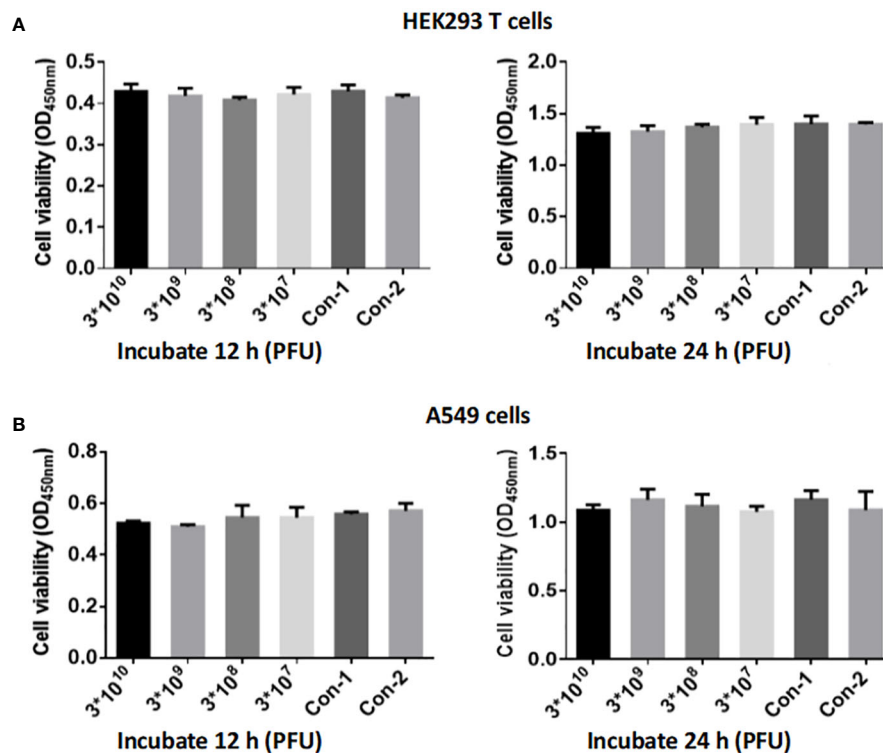 A
HEK293 T cells
Cell viability (OD450nm)
0.5
0.4
0.3
0.2
0.1
0.0
3*10^10
3*10^9
3*10^8
3*10^7
Con-1
Con-2
Incubate 12 h (PFU)
Cell viability (OD450nm)
2.0
1.5
1.0
0.5
0.0
3*10^10
3*10^9
3*10^8
3*10^7
Con-1
Con-2
Incubate 24 h (PFU)
B
A549 cells
Cell viability (OD450nm)
0.8
0.6
0.4
0.2
0.0
3*10^10
3*10^9
3*10^8
3*10^7
Con-1
Con-2
Incubate 12 h (PFU)
Cell viability (OD450nm)
1.5
1.0
0.5
0.0
3*10^10
3*10^9
3*10^8
3*10^7
Con-1
Con-2
Incubate 24 h (PFU)